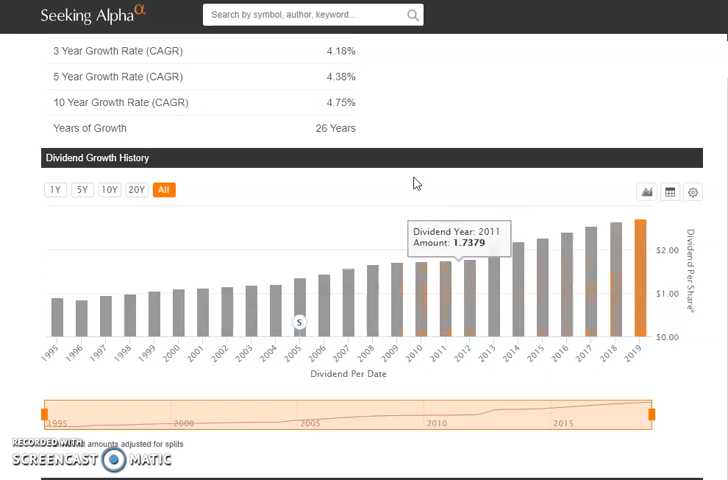 Seeking Alpha α
Search by symbol, author, keyword...
3 Year Growth Rate (CAGR) 4.18%
5 Year Growth Rate (CAGR) 4.38%
10 Year Growth Rate (CAGR) 4.75%
Years of Growth 26 Years
Dividend Growth History
1Y 5Y 10Y 20Y All
Dividend Year: 2011
Amount: 1.7379
$2.00
$1.00
$0.00
Dividend Per Share
S
1995 1996 1997 1998 1999 2000 2001 2002 2003 2004 2005 2006 2007 2008 2009 2010 2011 2012 2013 2014 2015 2016 2017 2018 2019
Dividend Per Date
1995 2000 2005 2010 2015
amounts adjusted for splits
RECORDED WITH
SCREENCAST MATIC